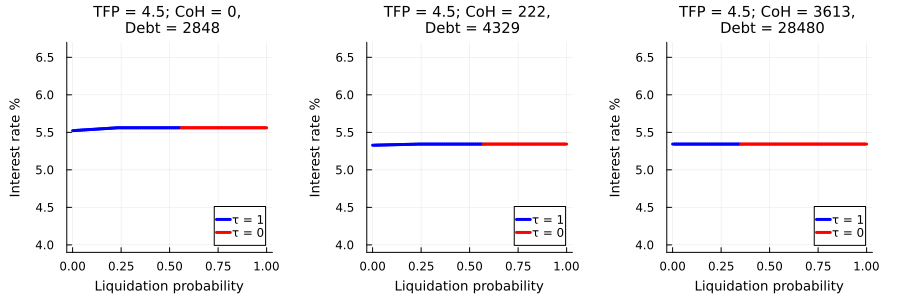 TFP = 4.5; CoH = 0,
Debt = 2848
Interest rate %
6.5
6.0
5.5
5.0
4.5
4.0
τ = 1
τ = 0
0.00 0.25 0.50 0.75 1.00
Liquidation probability
TFP = 4.5; CoH = 222,
Debt = 4329
Interest rate %
6.5
6.0
5.5
5.0
4.5
4.0
τ = 1
τ = 0
0.00 0.25 0.50 0.75 1.00
Liquidation probability
TFP = 4.5; CoH = 3613,
Debt = 28480
Interest rate %
6.5
6.0
5.5
5.0
4.5
4.0
τ = 1
τ = 0
0.00 0.25 0.50 0.75 1.00
Liquidation probability